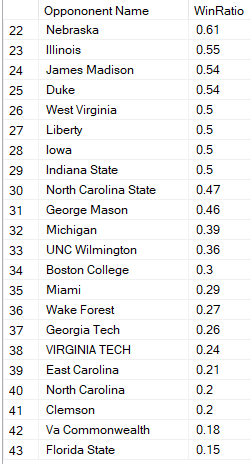 Oppononent Name WinRatio
22 Nebraska 0.61
23 Illinois 0.55
24 James Madison 0.54
25 Duke 0.54
26 West Virginia 0.5
27 Liberty 0.5
28 Iowa 0.5
29 Indiana State 0.5
30 North Carolina State 0.47
31 George Mason 0.46
32 Michigan 0.39
33 UNC Wilmington 0.36
34 Boston College 0.3
35 Miami 0.29
36 Wake Forest 0.27
37 Georgia Tech 0.26
38 VIRGINIA TECH 0.24
39 East Carolina 0.21
40 North Carolina 0.2
41 Clemson 0.2
42 Va Commonwealth 0.18
43 Florida State 0.15